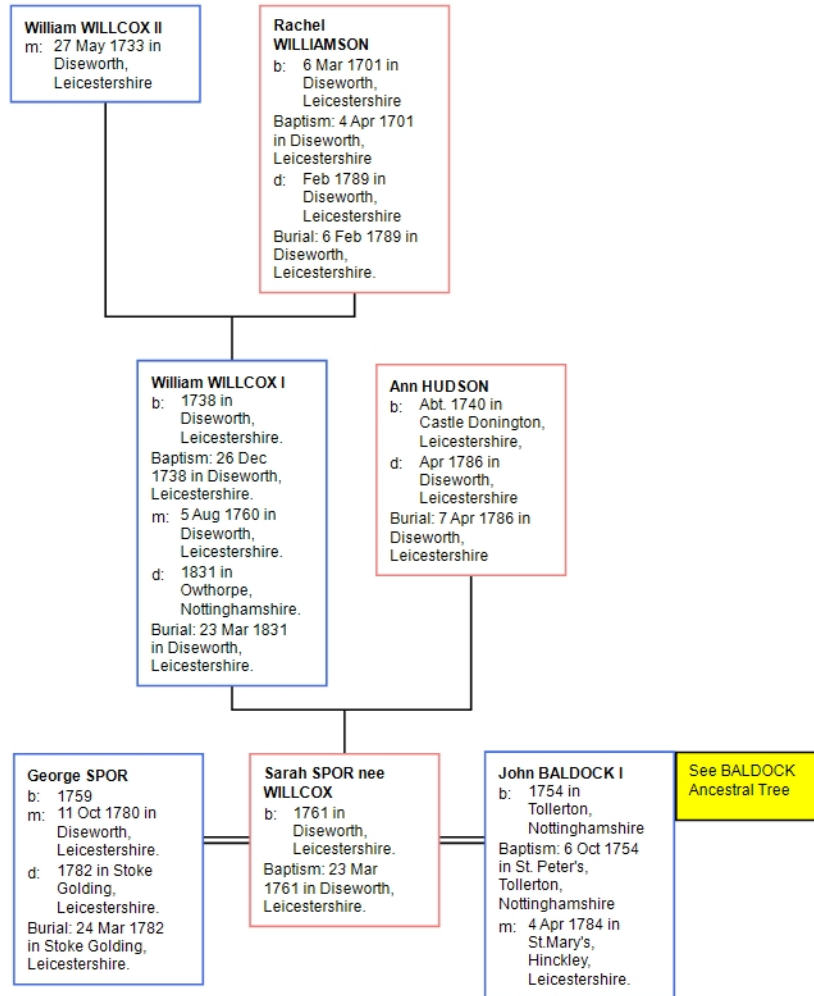 William WILLCOX II
m: 27 May 1733 in
Diseworth,
Leicestershire
Rachel
WILLIAMSON
b: 6 Mar 1701 in
Diseworth,
Leicestershire
Baptism: 4 Apr 1701
in Diseworth,
Leicestershire
d: Feb 1789 in
Diseworth,
Leicestershire
Burial: 6 Feb 1789 in
Diseworth,
Leicestershire.
William WILLCOX I
b: 1738 in
Diseworth,
Leicestershire.
Baptism: 26 Dec
1738 in Diseworth,
Leicestershire.
m: 5 Aug 1760 in
Diseworth,
Leicestershire.
d: 1831 in
Owthorpe,
Nottinghamshire.
Burial: 23 Mar 1831
in Diseworth,
Leicestershire.
Ann HUDSON
b: Abt. 1740 in
Castle Donington,
Leicestershire,
d: Apr 1786 in
Diseworth,
Leicestershire
Burial: 7 Apr 1786 in
Diseworth,
Leicestershire
George SPOR
b: 1759
m: 11 Oct 1780 in
Diseworth,
Leicestershire.
d: 1782 in Stoke
Golding,
Leicestershire.
Burial: 24 Mar 1782
in Stoke Golding,
Leicestershire.
Sarah SPOR nee
WILLCOX
b: 1761 in
Diseworth,
Leicestershire.
Baptism: 23 Mar
1761 in Diseworth,
Leicestershire.
John BALDOCK I
b: 1754 in
Tollerton,
Nottinghamshire
Baptism: 6 Oct 1754
in St. Peter's,
Tollerton,
Nottinghamshire
m: 4 Apr 1784 in
St.Mary's,
Hinckley,
Leicestershire.
See BALDOCK
Ancestral Tree